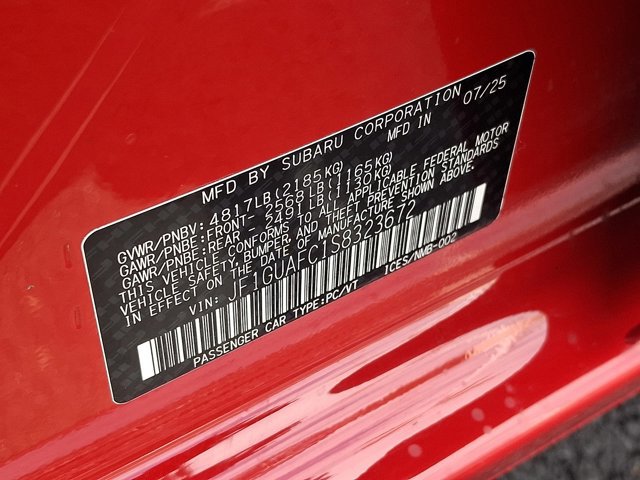 MFD BY SUBARU CORPORATION
MFD IN 07/25
GVWR/PNBV: 4817LB(2185KG)
GAWR/PNBE:FRONT- 2568LB(1165KG)
GAWR/PNBE:REAR- 2491LB(1130KG)
THIS VEHICLE CONFORMS TO ALL APPLICABLE FEDERAL MOTOR
VEHICLE SAFETY,BUMPER,AND THEFT PREVENTION STANDARDS
IN EFFECT ON THE DATE OF MANUFACTURE SHOWN ABOVE.
VIN: JF1GUAFC1S8323672
PASSENGER CAR TYPE:PC/VT ICES/NMB-002